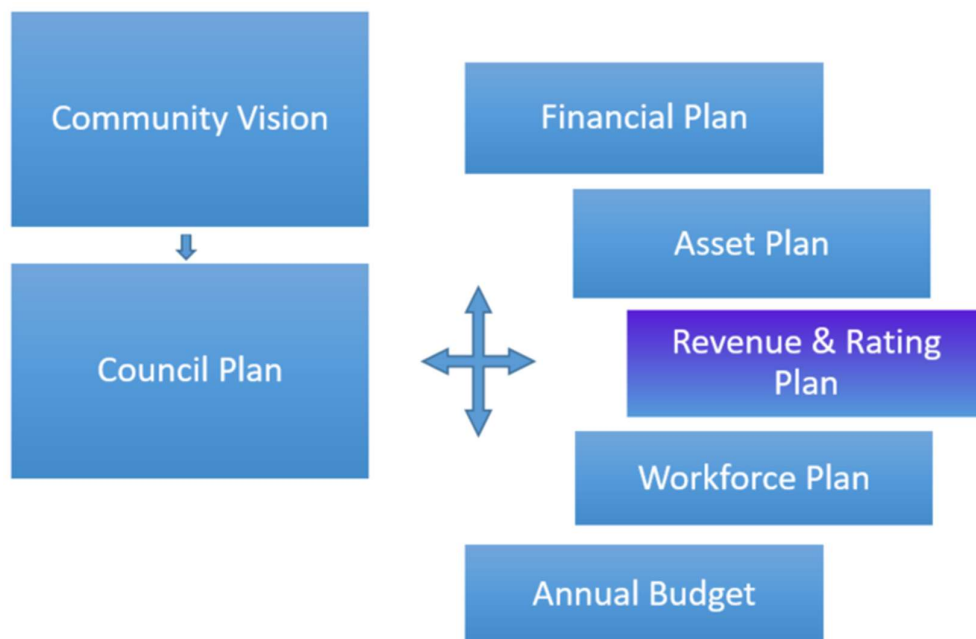 Community Vision
Council Plan
Financial Plan
Asset Plan
Revenue & Rating
Plan
Workforce Plan
Annual Budget